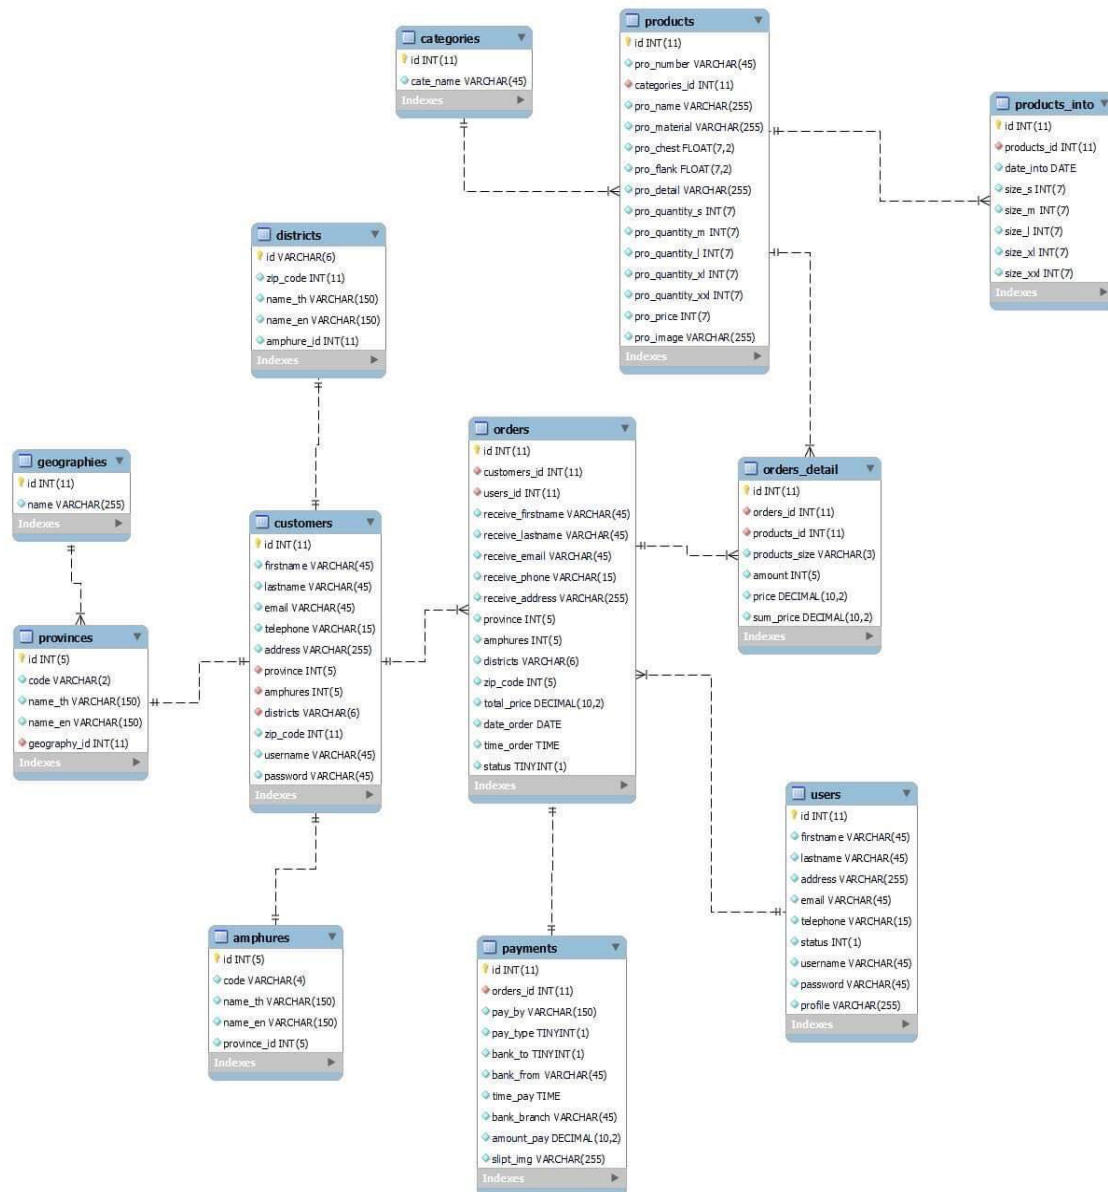 categories
id INT(11)
cate_name VARCHAR(45)
Indexes
products
id INT(11)
pro_number VARCHAR(45)
categories_id INT(11)
pro_name VARCHAR(255)
pro_material VARCHAR(255)
pro_chest FLOAT(7,2)
pro_flank FLOAT(7,2)
pro_detail VARCHAR(255)
pro_quantity_s INT(7)
pro_quantity_m INT(7)
pro_quantity_l INT(7)
pro_quantity_xl INT(7)
pro_quantity_xxl INT(7)
pro_price INT(7)
pro_image VARCHAR(255)
Indexes
products_into
id INT(11)
products_id INT(11)
date_into DATE
size_s INT(7)
size_m INT(7)
size_l INT(7)
size_xl INT(7)
size_xxl INT(7)
Indexes
districts
id VARCHAR(6)
zip_code INT(11)
name_th VARCHAR(150)
name_en VARCHAR(150)
amphure_id INT(11)
Indexes
geographies
id INT(11)
name VARCHAR(255)
Indexes
customers
id INT(11)
firstname VARCHAR(45)
lastname VARCHAR(45)
email VARCHAR(45)
telephone VARCHAR(15)
address VARCHAR(255)
province INT(5)
amphures INT(5)
districts VARCHAR(6)
zip_code INT(11)
username VARCHAR(45)
password VARCHAR(45)
Indexes
orders
id INT(11)
customers_id INT(11)
users_id INT(11)
receive_firstname VARCHAR(45)
receive_lastname VARCHAR(45)
receive_email VARCHAR(45)
receive_phone VARCHAR(15)
receive_address VARCHAR(255)
province INT(5)
amphures INT(5)
districts VARCHAR(6)
zip_code INT(5)
total_price DECIMAL(10,2)
date_order DATE
time_order TIME
status TINYINT(1)
Indexes
orders_detail
id INT(11)
orders_id INT(11)
products_id INT(11)
products_size VARCHAR(3)
amount INT(5)
price DECIMAL(10,2)
sum_price DECIMAL(10,2)
Indexes
provinces
id INT(5)
code VARCHAR(2)
name_th VARCHAR(150)
name_en VARCHAR(150)
geography_id INT(11)
Indexes
users
id INT(11)
firstname VARCHAR(45)
lastname VARCHAR(45)
address VARCHAR(255)
email VARCHAR(45)
telephone VARCHAR(15)
status INT(1)
username VARCHAR(45)
password VARCHAR(45)
profile VARCHAR(255)
Indexes
amphures
id INT(5)
code VARCHAR(4)
name_th VARCHAR(150)
name_en VARCHAR(150)
province_id INT(5)
Indexes
payments
id INT(11)
orders_id INT(11)
pay_by VARCHAR(150)
pay_type TINYINT(1)
bank_to TINYINT(1)
bank_from VARCHAR(45)
time_pay TIME
bank_branch VARCHAR(45)
amount_pay DECIMAL(10,2)
slipt_img VARCHAR(255)
Indexes